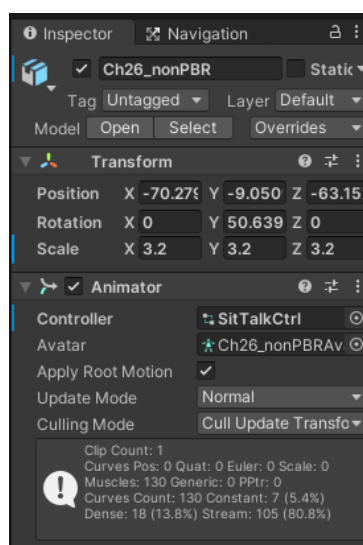 Inspector Navigation
Ch26_nonPBR Static
Tag Untagged Layer Default
Model Open Select Overrides
Transform
Position X -70.279 Y -9.050 Z -63.15
Rotation X 0 Y 50.639 Z 0
Scale X 3.2 Y 3.2 Z 3.2
Animator
Controller SitTalkCtrl
Avatar Ch26_nonPBRAv
Apply Root Motion
Update Mode Normal
Culling Mode Cull Update Transfo
Clip Count: 1
Curves Pos: 0 Quat: 0 Euler: 0 Scale: 0
Muscles: 130 Generic: 0 PPtr: 0
Curves Count: 130 Constant: 7 (5.4%)
Dense: 18 (13.8%) Stream: 105 (80.8%)